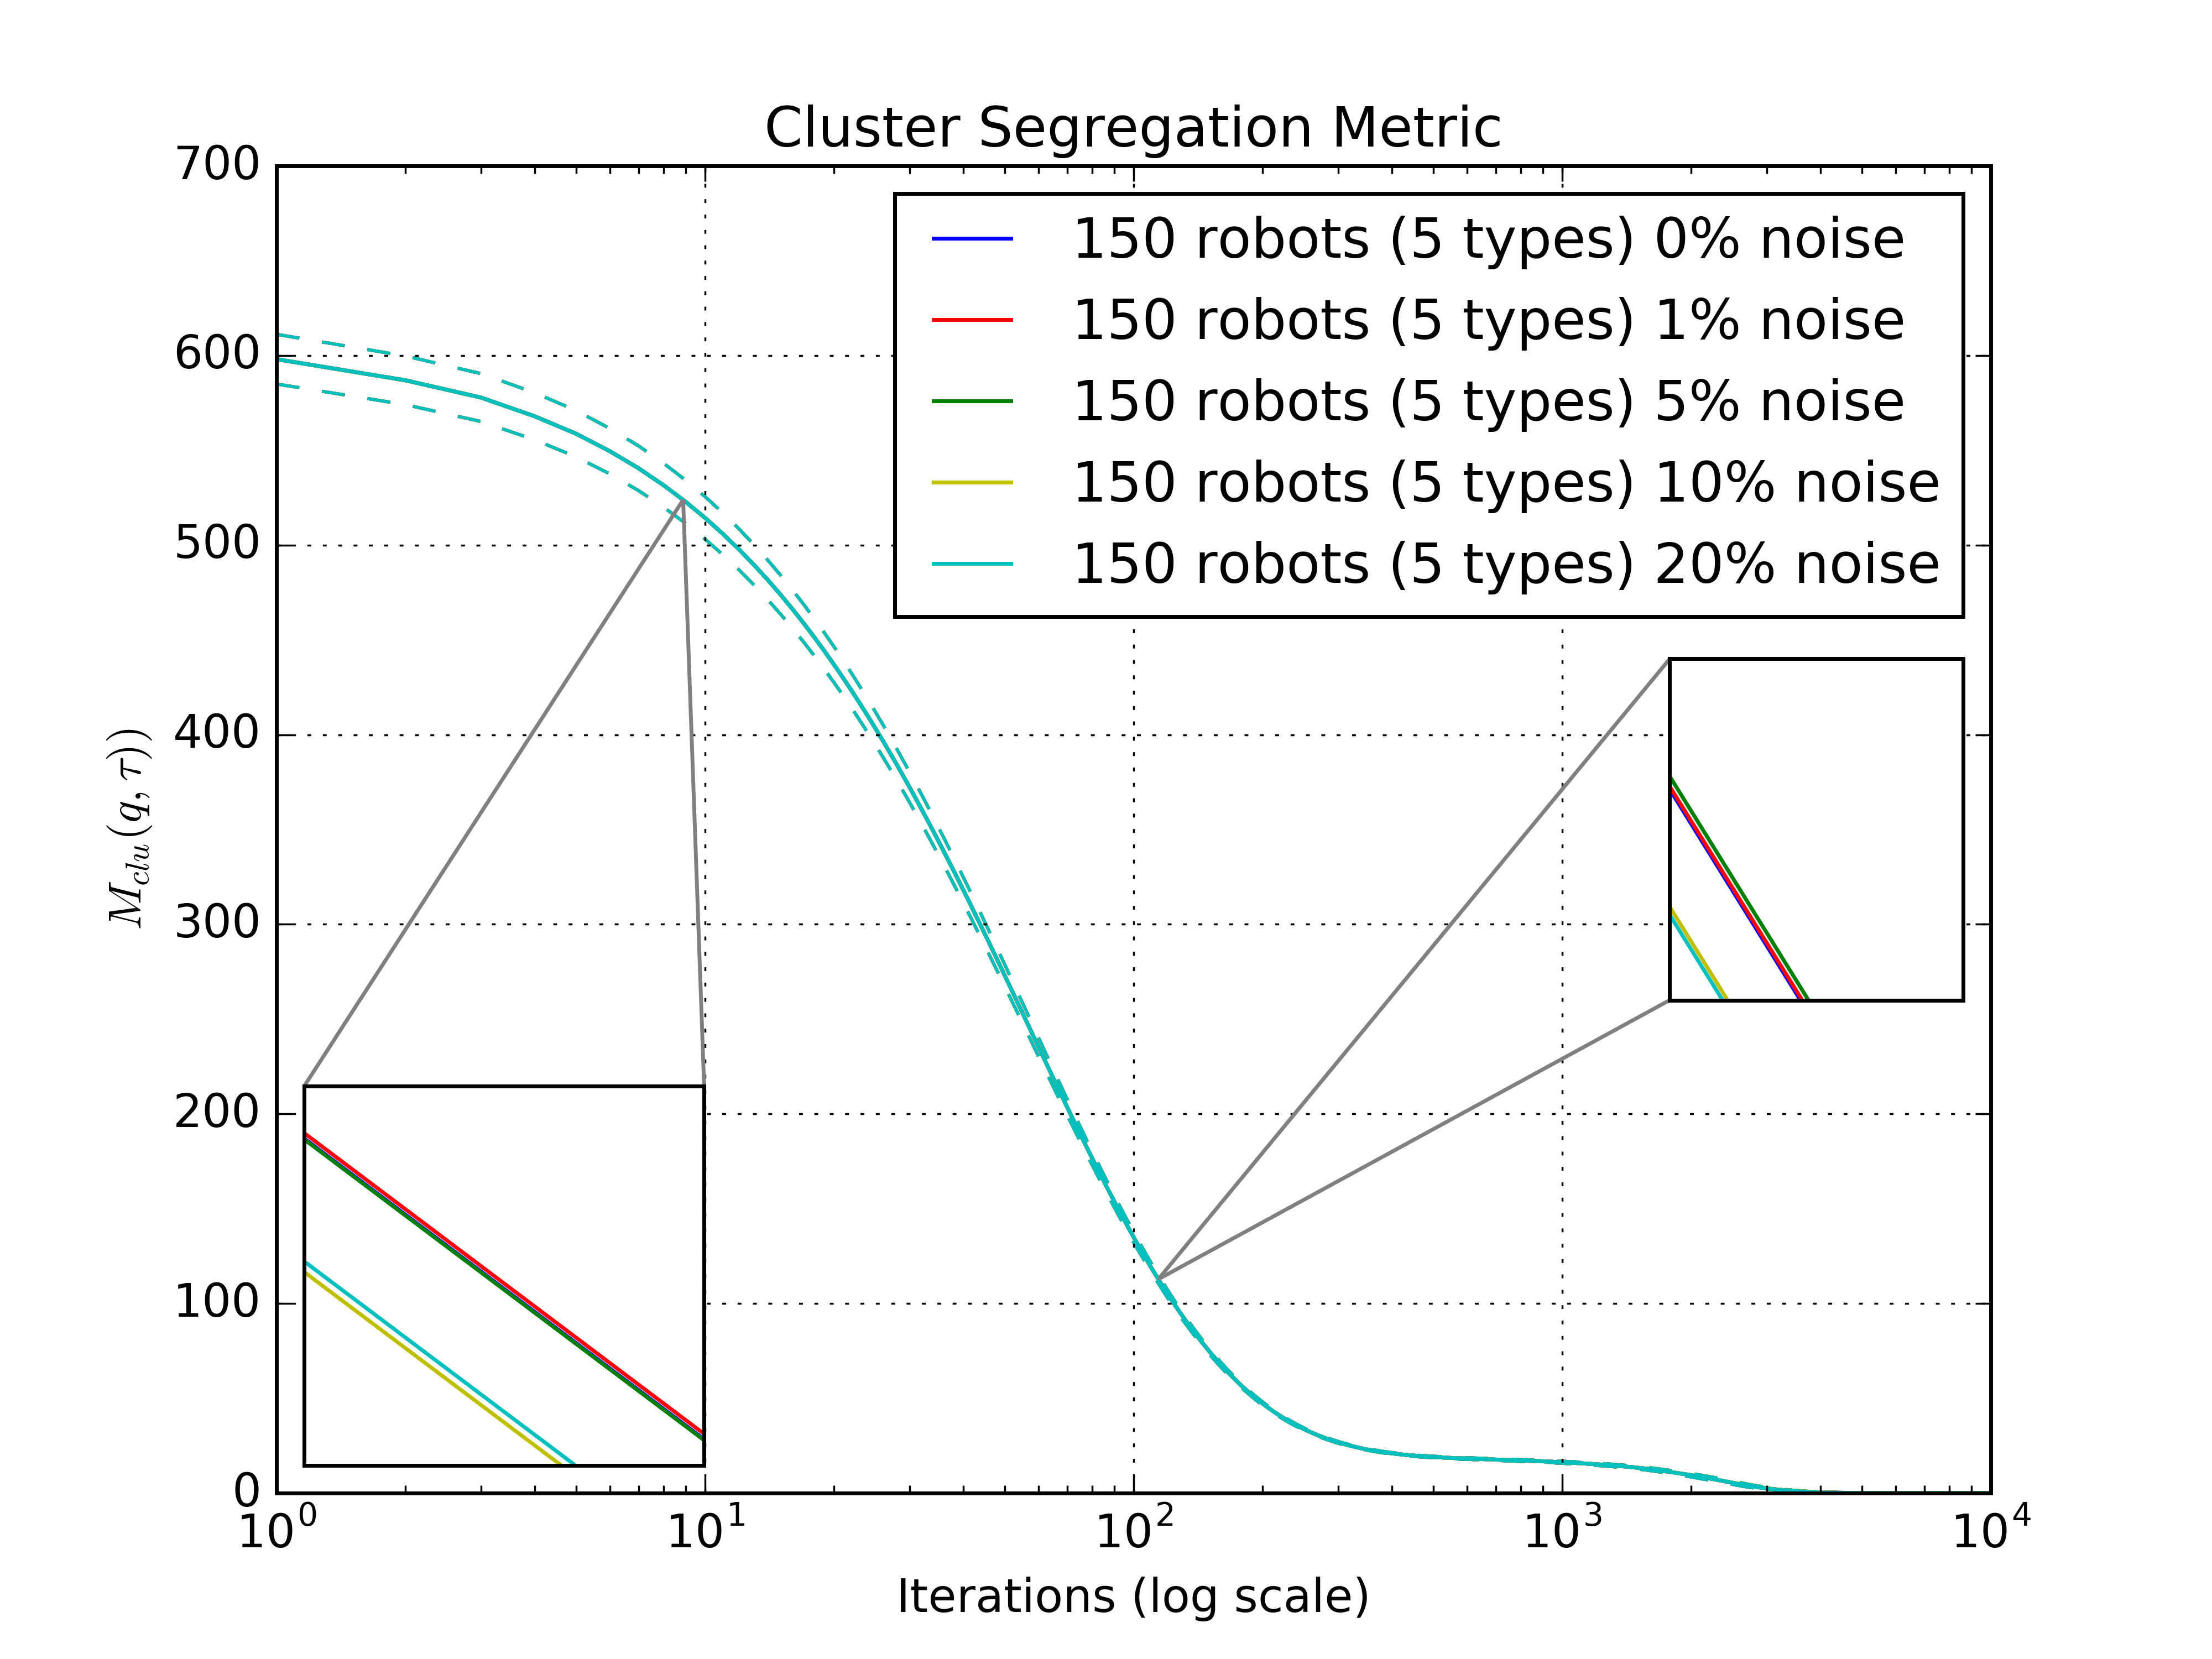 Cluster Segregation Metric
700
600
500
400
300
200
100
0
M_{clu}(q, τ))
150 robots (5 types) 0% noise
150 robots (5 types) 1% noise
150 robots (5 types) 5% noise
150 robots (5 types) 10% noise
150 robots (5 types) 20% noise
10^0 10^1 10^2 10^3 10^4
Iterations (log scale)